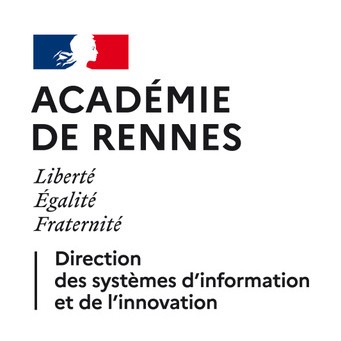 ACADÉMIE
DE RENNES
Liberté
Égalité
Fraternité
Direction
des systèmes d’information
et de l’innovation